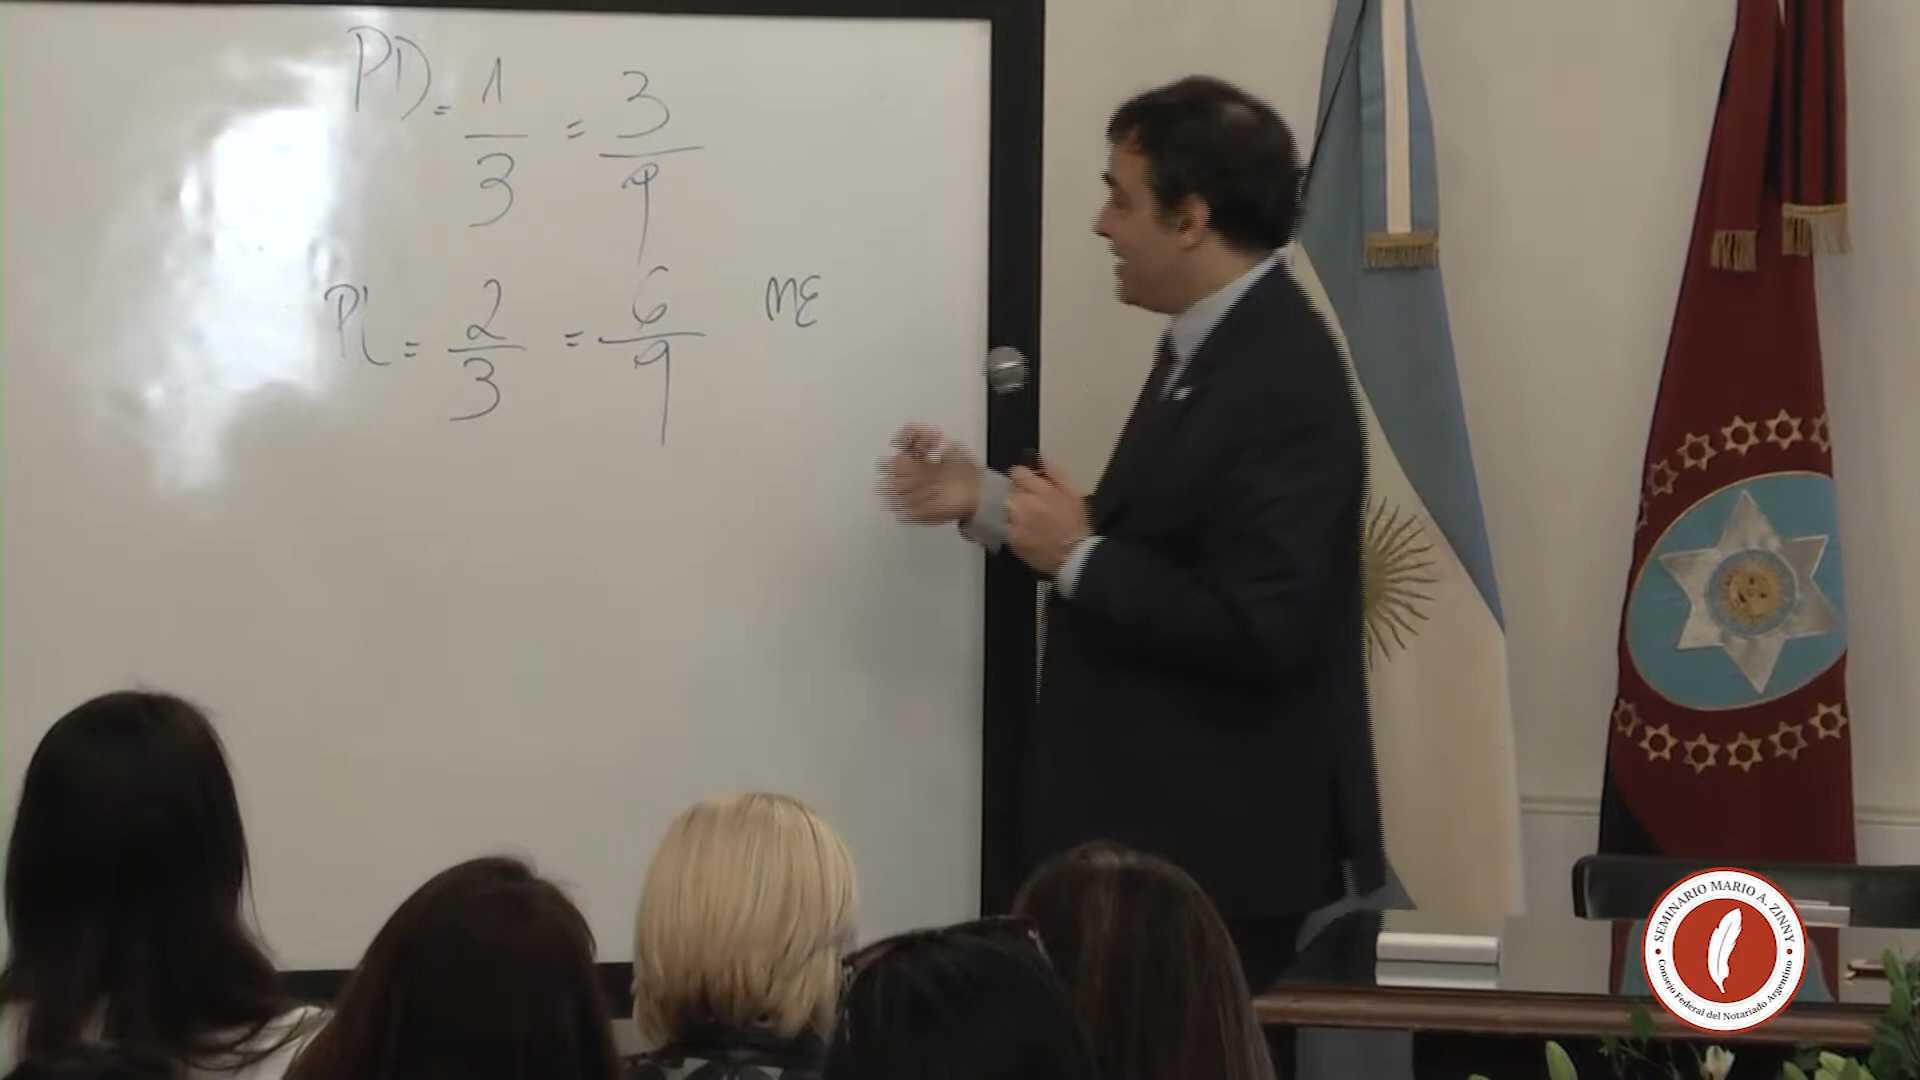 PD = 1/3 = 3/9
PL = 2/3 = 6/9 ME
SEMINARIO MARIO A. ZINNY
Consejo Federal del Notariado Argentino